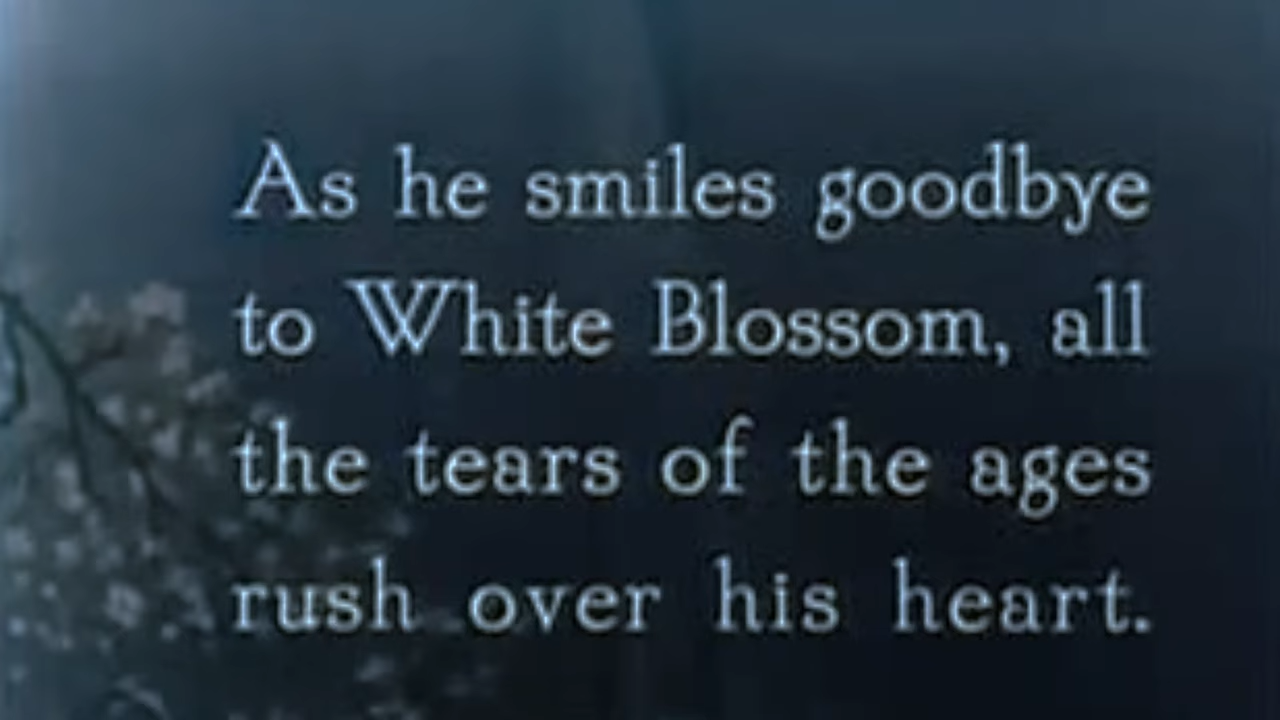 As he smiles goodbye
to White Blossom, all
the tears of the ages
rush over his heart.